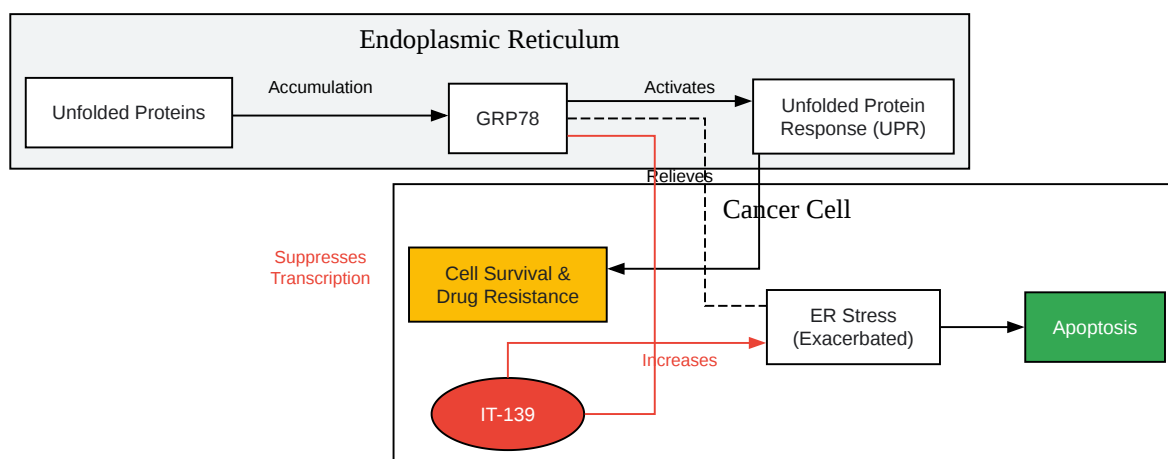 Endoplasmic Reticulum
Unfolded Proteins
Accumulation
GRP78
Activates
Unfolded Protein
Response (UPR)
Relieves
Cancer Cell
Suppresses
Transcription
Cell Survival &
Drug Resistance
ER Stress
(Exacerbated)
Apoptosis
Increases
IT-139